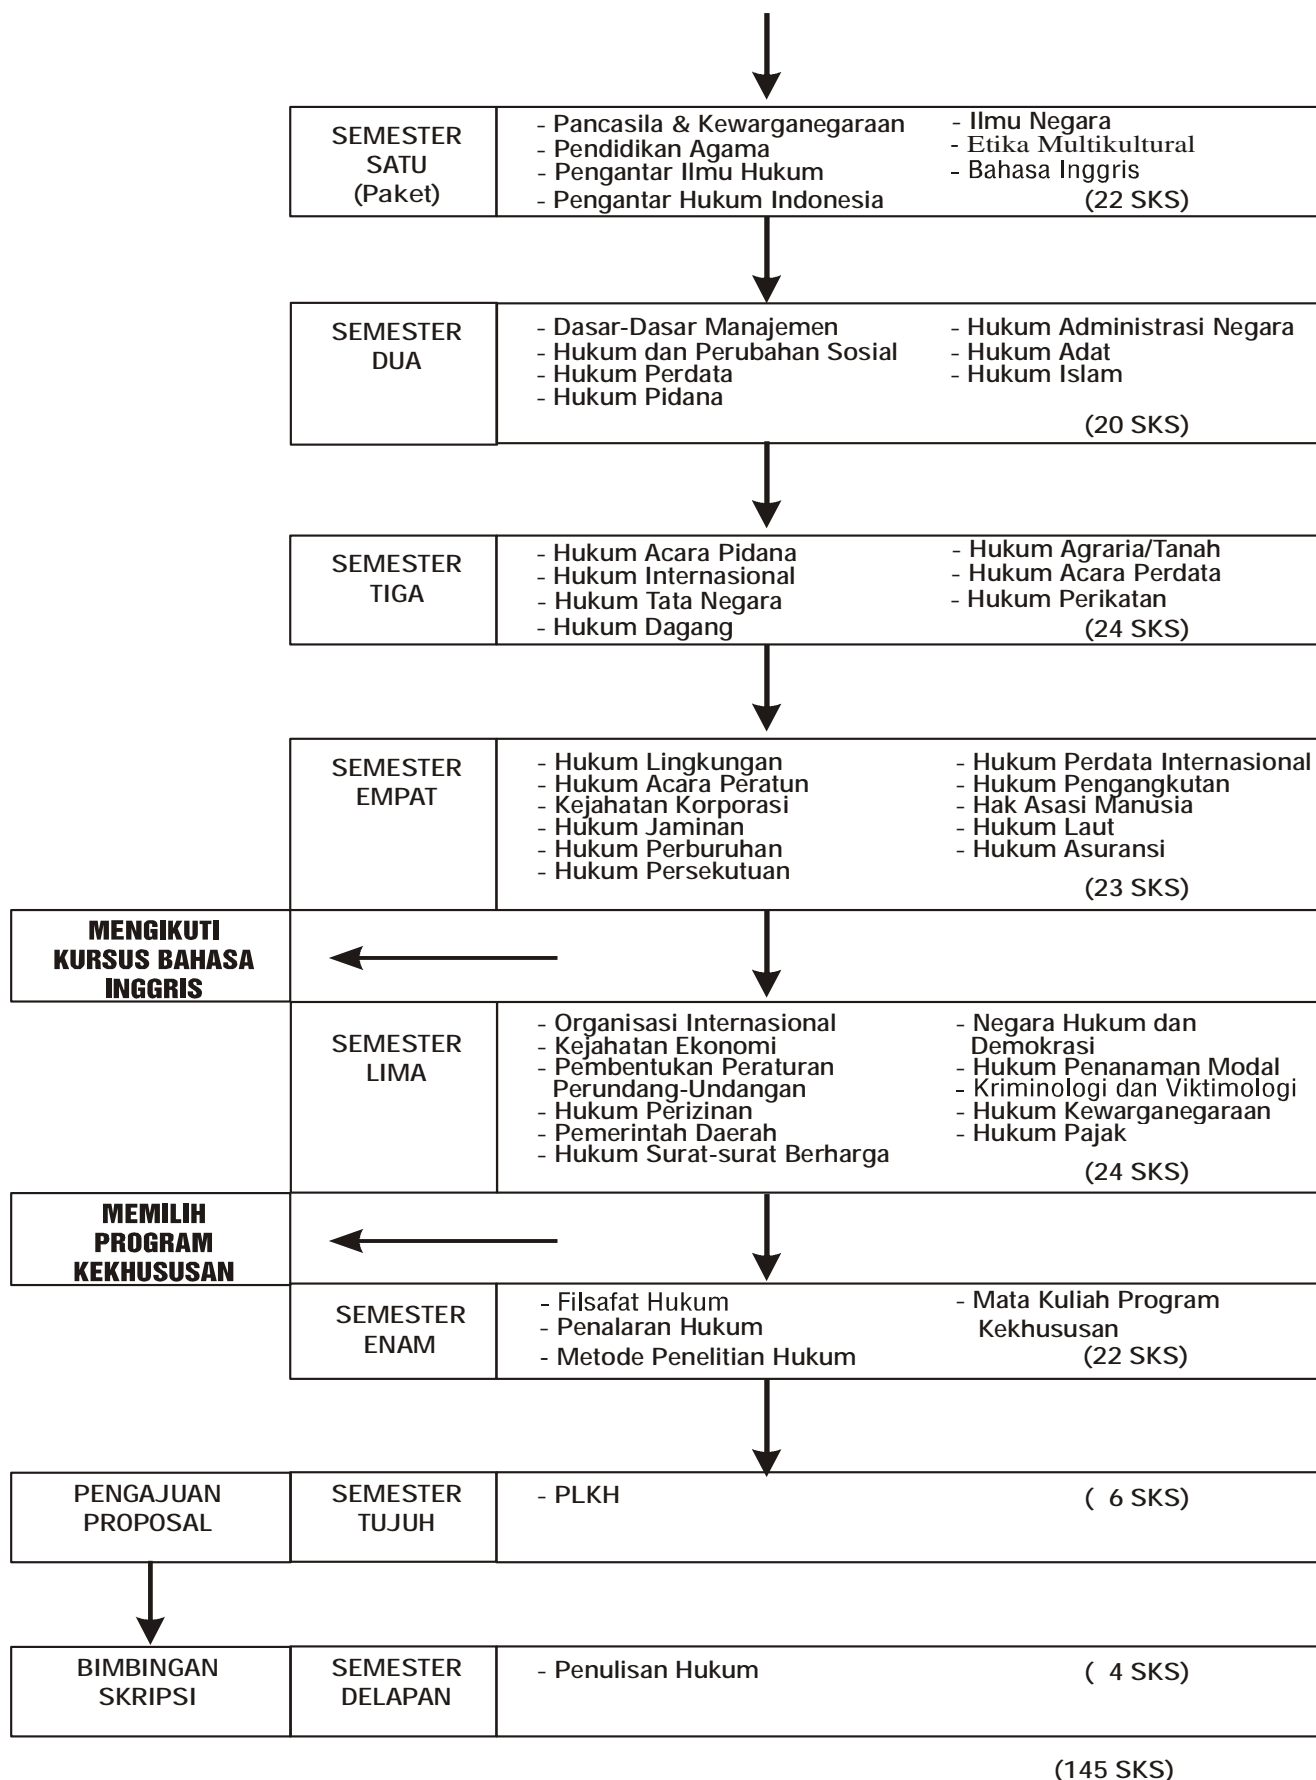 SEMESTER
SATU
(Paket)
- Pancasila & Kewarganegaraan
- Pendidikan Agama
- Pengantar Ilmu Hukum
- Pengantar Hukum Indonesia
- Ilmu Negara
- Etika Multikultural
- Bahasa Inggris
(22 SKS)
SEMESTER
DUA
- Dasar-Dasar Manajemen
- Hukum dan Perubahan Sosial
- Hukum Perdata
- Hukum Pidana
- Hukum Administrasi Negara
- Hukum Adat
- Hukum Islam
(20 SKS)
SEMESTER
TIGA
- Hukum Acara Pidana
- Hukum Internasional
- Hukum Tata Negara
- Hukum Dagang
- Hukum Agraria/Tanah
- Hukum Acara Perdata
- Hukum Perikatan
(24 SKS)
SEMESTER
EMPAT
- Hukum Lingkungan
- Hukum Acara Peratun
- Kejahatan Korporasi
- Hukum Jaminan
- Hukum Perburuhan
- Hukum Persekutuan
- Hukum Perdata Internasional
- Hukum Pengangkutan
- Hak Asasi Manusia
- Hukum Laut
- Hukum Asuransi
(23 SKS)
MENGIKUTI
KURSUS BAHASA
INGGRIS
SEMESTER
LIMA
- Organisasi Internasional
- Kejahatan Ekonomi
- Pembentukan Peraturan
Perundang-Undangan
- Hukum Perizinan
- Pemerintah Daerah
- Hukum Surat-surat Berharga
- Negara Hukum dan
Demokrasi
- Hukum Penanaman Modal
- Kriminologi dan Viktimologi
- Hukum Kewarganegaraan
- Hukum Pajak
(24 SKS)
MEMILIH
PROGRAM
KEKHUSUSAN
SEMESTER
ENAM
- Filsafat Hukum
- Penalaran Hukum
- Metode Penelitian Hukum
- Mata Kuliah Program
Kekhususan
(22 SKS)
PENGAJUAN
PROPOSAL
SEMESTER
TUJUH
- PLKH
( 6 SKS)
BIMBINGAN
SKRIPSI
SEMESTER
DELAPAN
- Penulisan Hukum
( 4 SKS)
(145 SKS)